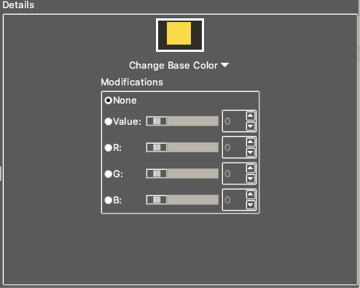 Details
Change Base Color
Modifications
None
Value: 0
R: 0
G: 0
B: 0